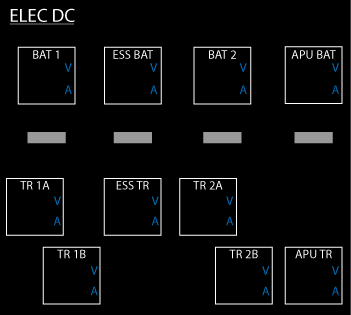 ELEC DC
BAT 1 ESS BAT BAT 2 APU BAT
V V V V
A A A A
TR 1A ESS TR TR 2A
V V V
A A A
TR 1B TR 2B APU TR
V V V
A A A